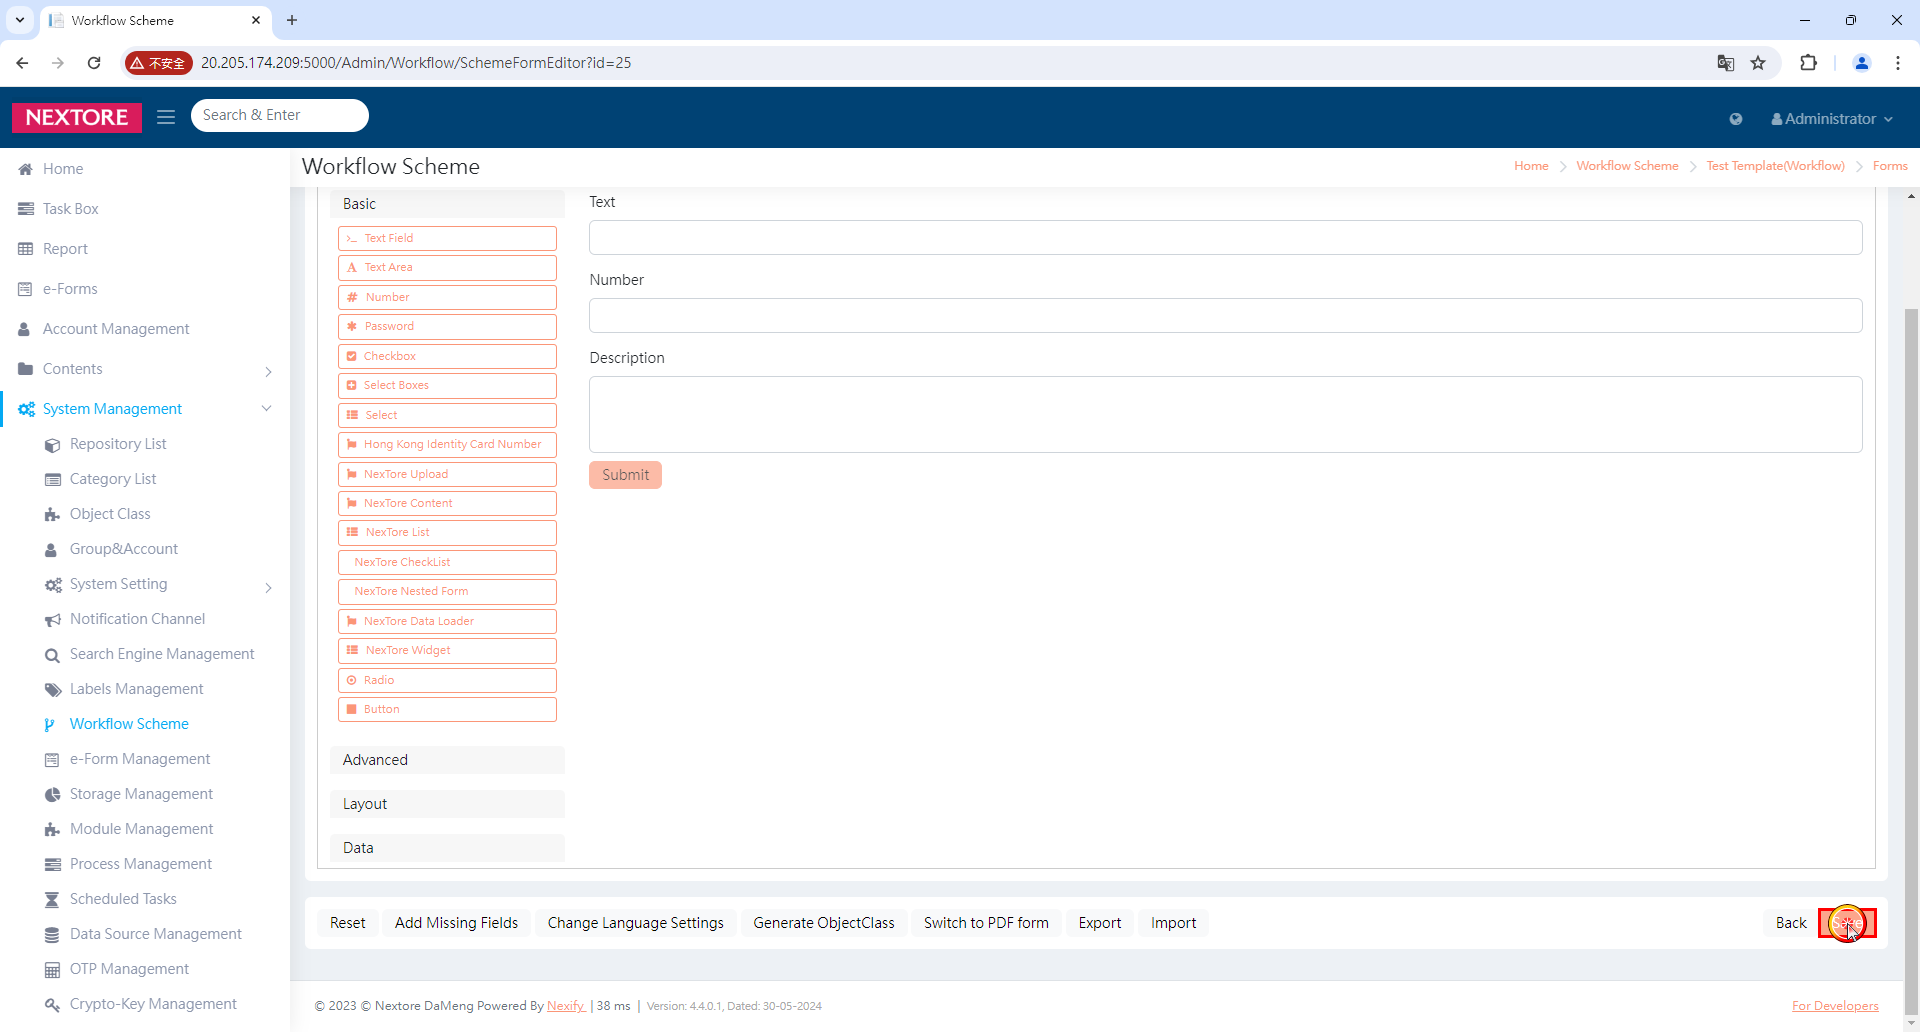 Workflow Scheme
不安全
20.205.174.209:5000/Admin/Workflow/SchemeFormEditor?id=25
NEXTORE
Search & Enter
Administrator
Home
Task Box
Report
e-Forms
Account Management
Contents
System Management
Repository List
Category List
Object Class
Group&Account
System Setting
Notification Channel
Search Engine Management
Labels Management
Workflow Scheme
e-Form Management
Storage Management
Module Management
Process Management
Scheduled Tasks
Data Source Management
OTP Management
Crypto-Key Management
Workflow Scheme
Home
Workflow Scheme
Test Template(Workflow)
Forms
Basic
Text Field
Text Area
Number
Password
Checkbox
Select Boxes
Select
Hong Kong Identity Card Number
NexTore Upload
NexTore Content
NexTore List
NexTore CheckList
NexTore Nested Form
NexTore Data Loader
NexTore Widget
Radio
Button
Advanced
Layout
Data
Text
Number
Description
Submit
Reset
Add Missing Fields
Change Language Settings
Generate ObjectClass
Switch to PDF form
Export
Import
Back
© 2023 © Nextore DaMeng Powered By Nexify | 38 ms | Version: 4.4.0.1, Dated: 30-05-2024
For Developers